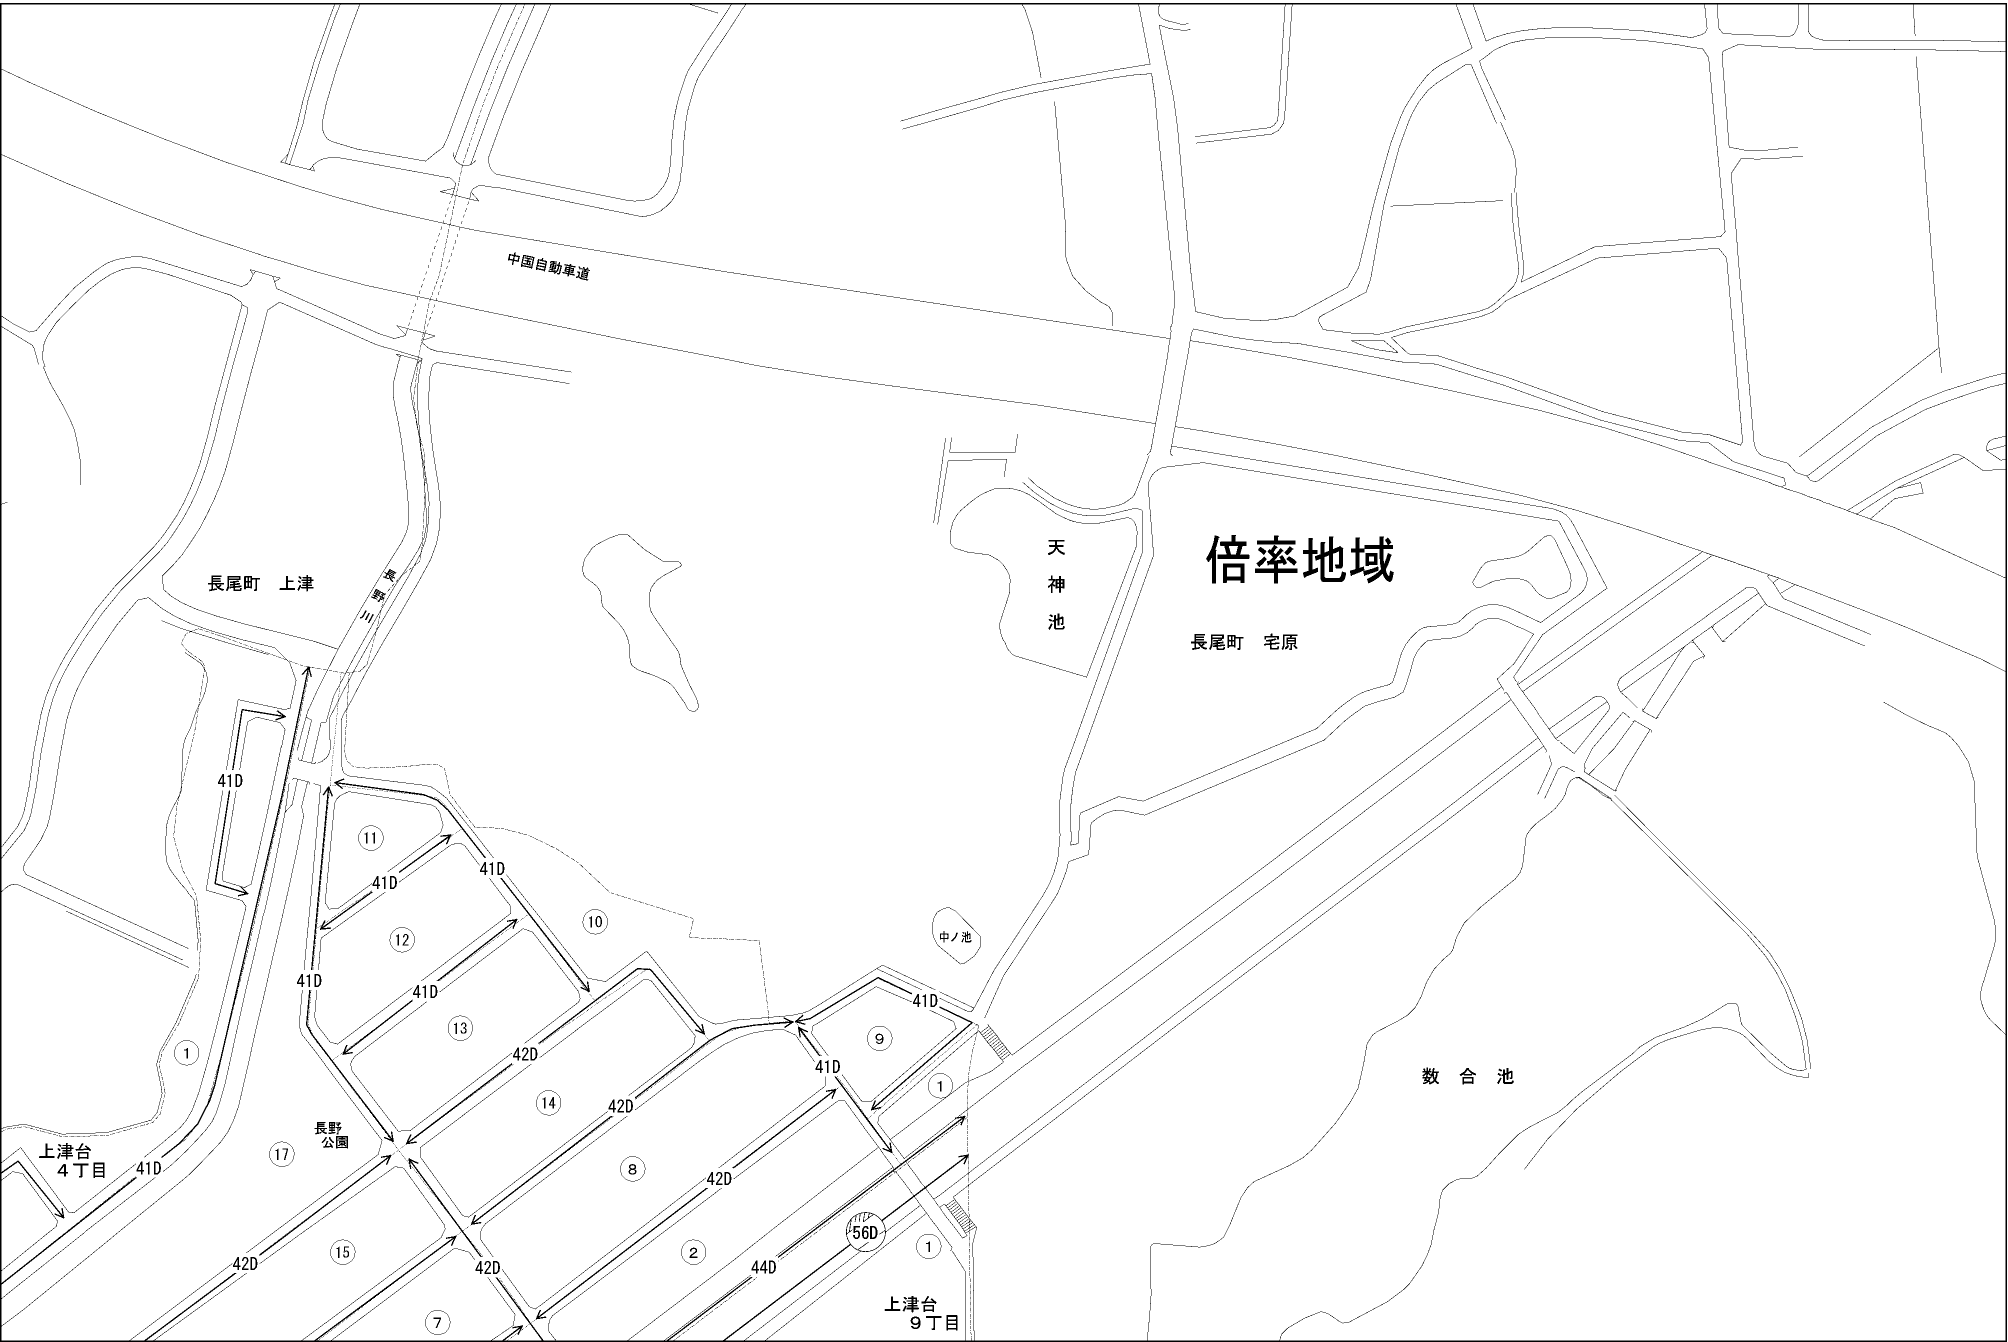 中国自動車道
倍率地域
天神池
長尾町　上津
長野川
長尾町　宅原
41D
⑪
41D
41D
⑩
⑫
中ノ池
41D
41D
41D
⑬
⑨
①
42D
41D
数合池
①
⑭
42D
長野
公園
上津台
４丁目
41D
⑰
⑧
42D
56D
⑮
42D
42D
②
44D
①
上津台
９丁目
⑦